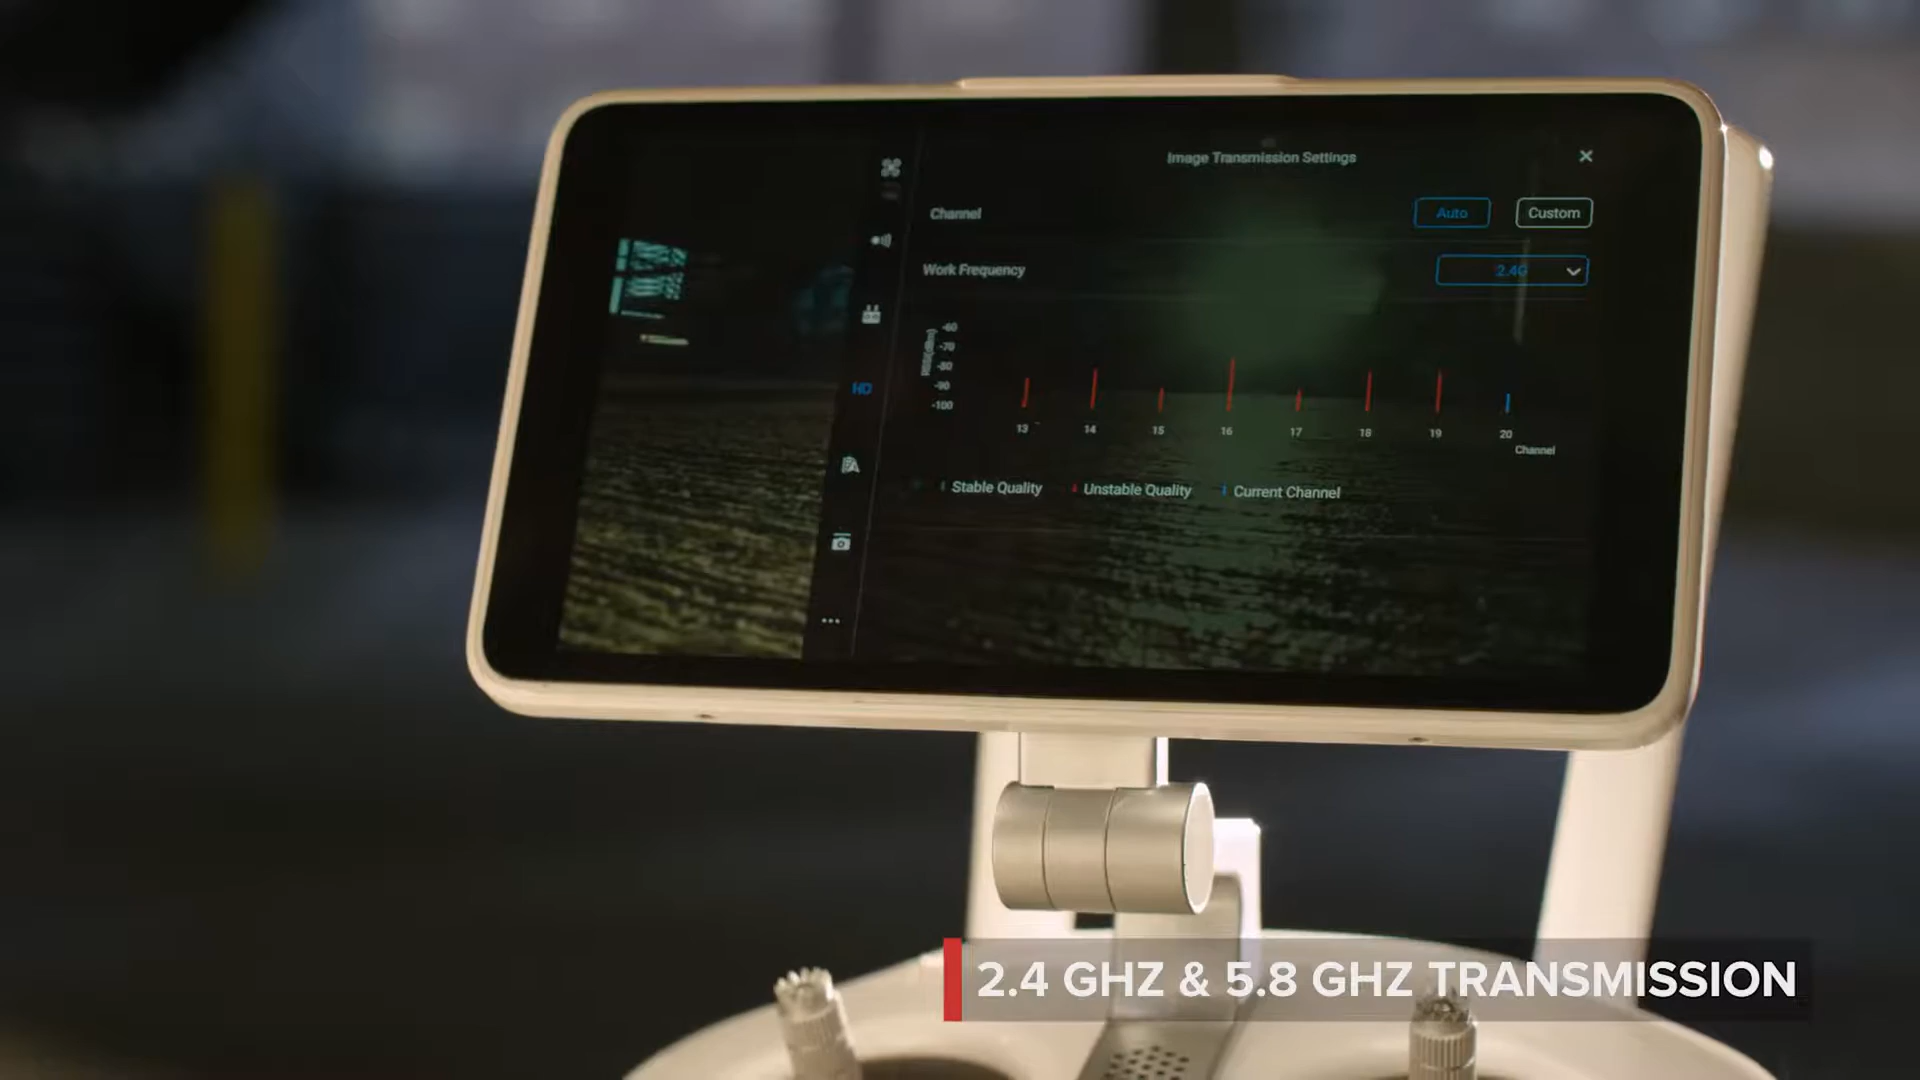 Image Transmission Settings
Channel
Auto
Custom
Work Frequency
2.4G
HD
RSSI(dBm)
-60
-70
-80
-90
-100
13
14
15
16
17
18
19
20
Channel
Stable Quality
Unstable Quality
Current Channel
2.4 GHZ & 5.8 GHZ TRANSMISSION